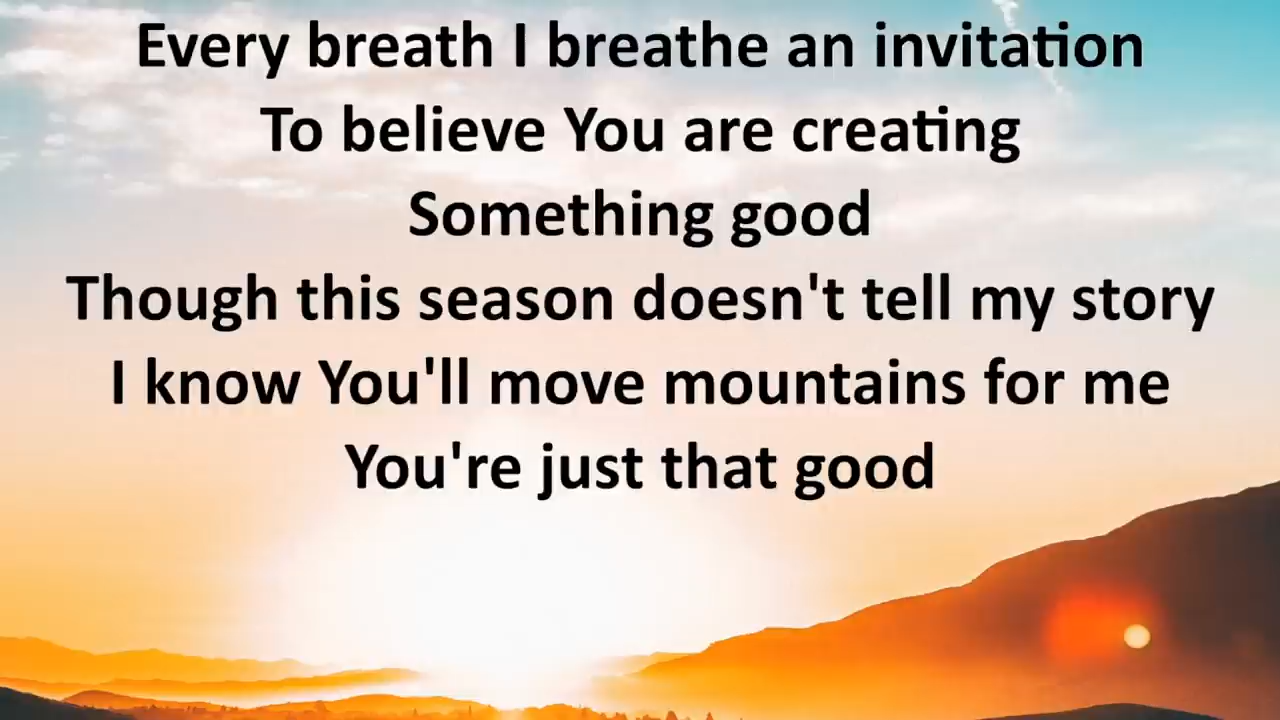 Every breath I breathe an invitation
To believe You are creating
Something good
Though this season doesn't tell my story
I know You'll move mountains for me
You're just that good